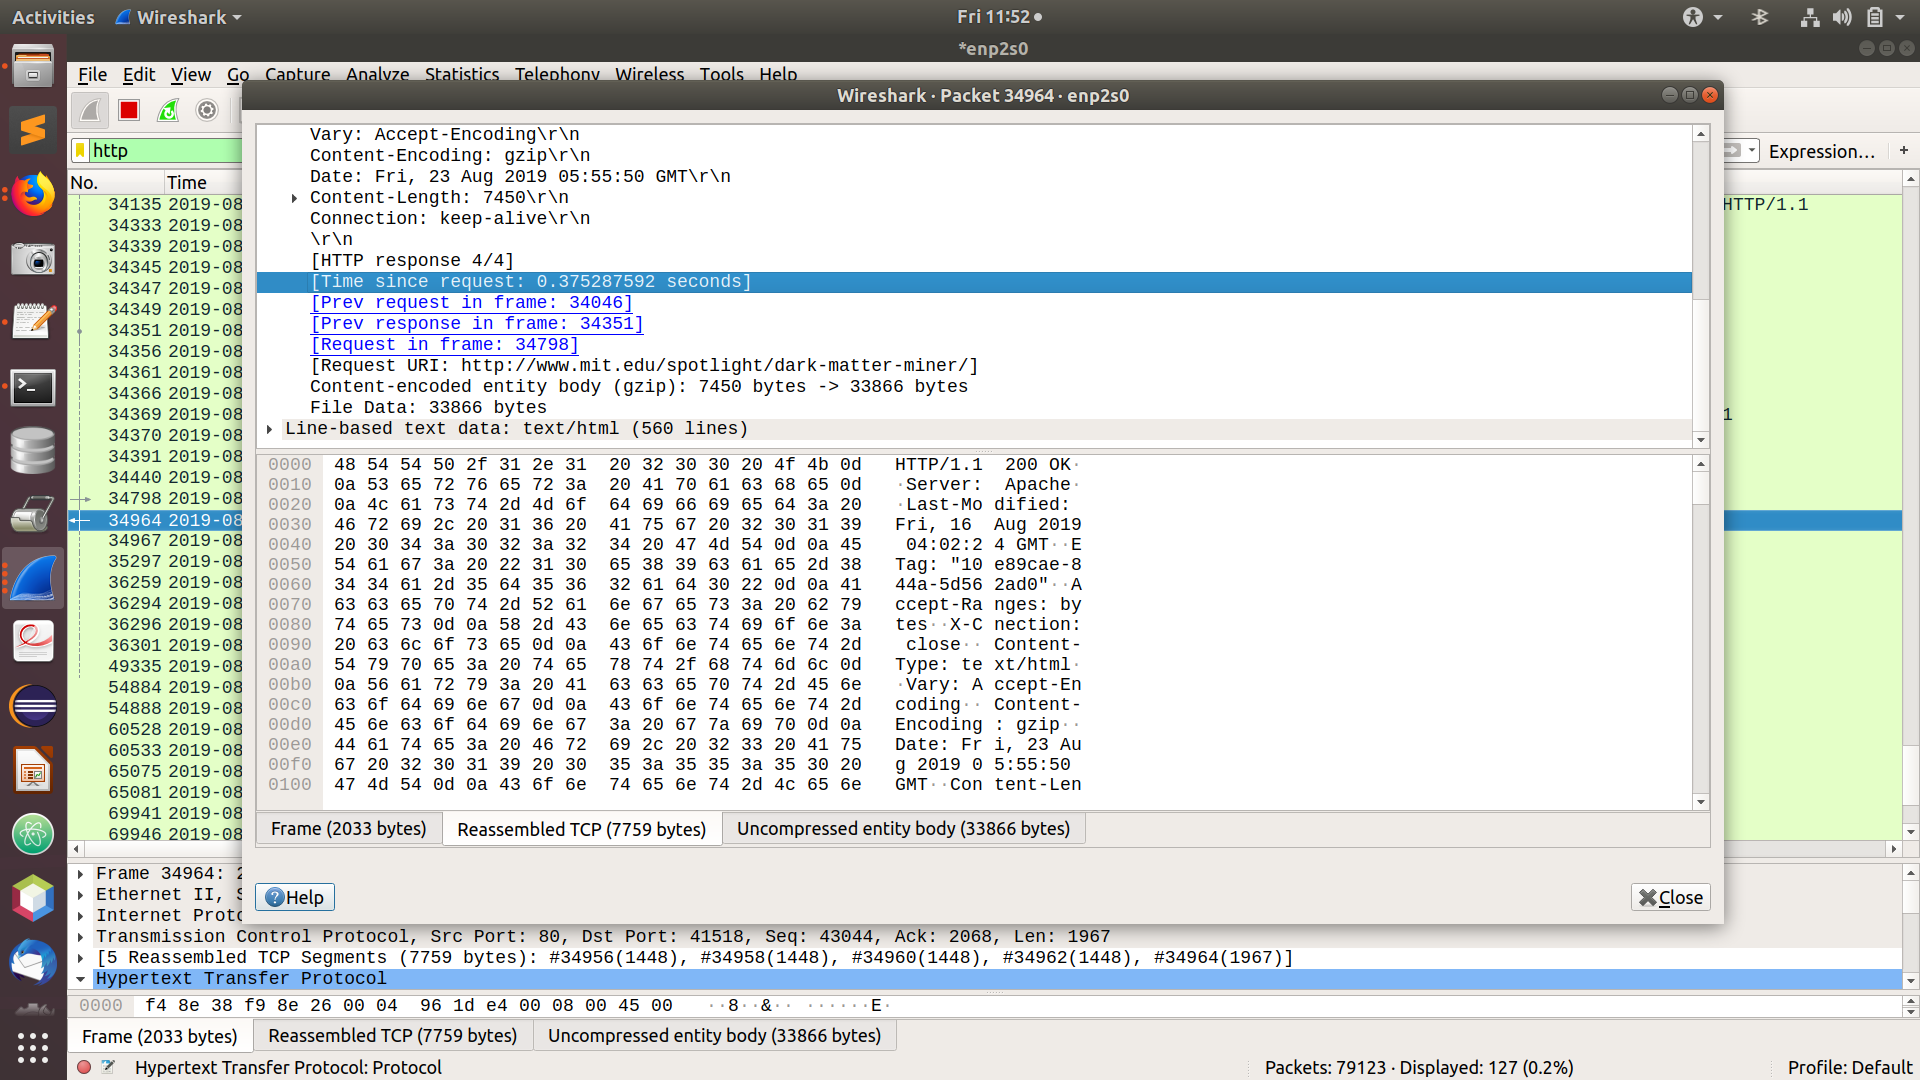 Activities Wireshark Fri 11:52
*enp2s0
File Edit View Go Capture Analyze Statistics Telephony Wireless Tools Help
Wireshark · Packet 34964 · enp2s0
http Expression… +
No. Time
34135 2019-08 HTTP/1.1
34333 2019-08
34339 2019-08
34345 2019-08
34347 2019-08
34349 2019-08
34351 2019-08
34356 2019-08
34361 2019-08
34366 2019-08
34369 2019-08 1
34370 2019-08
34391 2019-08
34440 2019-08
34798 2019-08
34964 2019-08
34967 2019-08
35297 2019-08
36259 2019-08
36294 2019-08
36296 2019-08
36301 2019-08
49335 2019-08
54884 2019-08
54888 2019-08
60528 2019-08
60533 2019-08
65075 2019-08
65081 2019-08
69941 2019-08
69946 2019-08
Vary: Accept-Encoding\r\n
Content-Encoding: gzip\r\n
Date: Fri, 23 Aug 2019 05:55:50 GMT\r\n
Content-Length: 7450\r\n
Connection: keep-alive\r\n
\r\n
[HTTP response 4/4]
[Time since request: 0.375287592 seconds]
[Prev request in frame: 34046]
[Prev response in frame: 34351]
[Request in frame: 34798]
[Request URI: http://www.mit.edu/spotlight/dark-matter-miner/]
Content-encoded entity body (gzip): 7450 bytes -> 33866 bytes
File Data: 33866 bytes
Line-based text data: text/html (560 lines)
0000 48 54 54 50 2f 31 2e 31 20 32 30 30 20 4f 4b 0d HTTP/1.1 200 OK·
0010 0a 53 65 72 76 65 72 3a 20 41 70 61 63 68 65 0d ·Server: Apache·
0020 0a 4c 61 73 74 2d 4d 6f 64 69 66 69 65 64 3a 20 ·Last-Mo dified:
0030 46 72 69 2c 20 31 36 20 41 75 67 20 32 30 31 39 Fri, 16 Aug 2019
0040 20 30 34 3a 30 32 3a 32 34 20 47 4d 54 0d 0a 45 04:02:2 4 GMT··E
0050 54 61 67 3a 20 22 31 30 65 38 39 63 61 65 2d 38 Tag: "10 e89cae-8
0060 34 34 61 2d 35 64 35 36 32 61 64 30 22 0d 0a 41 44a-5d56 2ad0"··A
0070 63 63 65 70 74 2d 52 61 6e 67 65 73 3a 20 62 79 ccept-Ra nges: by
0080 74 65 73 0d 0a 58 2d 43 6e 65 63 74 69 6f 6e 3a tes··X-C nection:
0090 20 63 6c 6f 73 65 0d 0a 43 6f 6e 74 65 6e 74 2d close·· Content-
00a0 54 79 70 65 3a 20 74 65 78 74 2f 68 74 6d 6c 0d Type: te xt/html·
00b0 0a 56 61 72 79 3a 20 41 63 63 65 70 74 2d 45 6e ·Vary: A ccept-En
00c0 63 6f 64 69 6e 67 0d 0a 43 6f 6e 74 65 6e 74 2d coding·· Content-
00d0 45 6e 63 6f 64 69 6e 67 3a 20 67 7a 69 70 0d 0a Encoding : gzip··
00e0 44 61 74 65 3a 20 46 72 69 2c 20 32 33 20 41 75 Date: Fr i, 23 Au
00f0 67 20 32 30 31 39 20 30 35 3a 35 35 3a 35 30 20 g 2019 0 5:55:50
0100 47 4d 54 0d 0a 43 6f 6e 74 65 6e 74 2d 4c 65 6e GMT··Con tent-Len
Frame (2033 bytes) Reassembled TCP (7759 bytes) Uncompressed entity body (33866 bytes)
Help Close
Frame 34964: 2
Ethernet II, S
Internet Proto
Transmission Control Protocol, Src Port: 80, Dst Port: 41518, Seq: 43044, Ack: 2068, Len: 1967
[5 Reassembled TCP Segments (7759 bytes): #34956(1448), #34958(1448), #34960(1448), #34962(1448), #34964(1967)]
Hypertext Transfer Protocol
0000 f4 8e 38 f9 8e 26 00 04 96 1d e4 00 08 00 45 00 ··8··&·· ······E·
Frame (2033 bytes) Reassembled TCP (7759 bytes) Uncompressed entity body (33866 bytes)
Hypertext Transfer Protocol: Protocol Packets: 79123 · Displayed: 127 (0.2%) Profile: Default